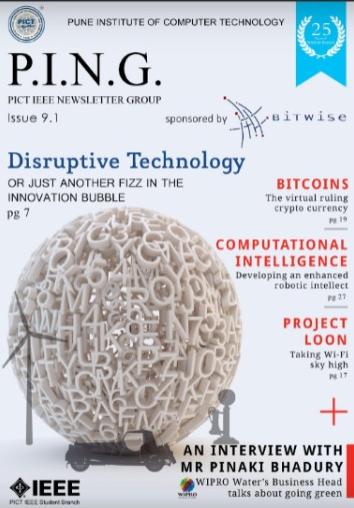 PUNE INSTITUTE OF COMPUTER TECHNOLOGY
25
P.I.N.G.
PICT IEEE NEWSLETTER GROUP
Issue 9.1
sponsored by BITWISE
Disruptive Technology
OR JUST ANOTHER FIZZ IN THE
INNOVATION BUBBLE
pg 7
BITCOINS
The virtual ruling
crypto currency
pg 19
COMPUTATIONAL
INTELLIGENCE
Developing an enhanced
robotic intellect
pg 27
PROJECT
LOON
Taking Wi-Fi
sky high
pg 17
+
AN INTERVIEW WITH
MR PINAKI BHADURY
WIPRO Water's Business Head
talks about going green
WIPRO
IEEE
PICT IEEE Student Branch